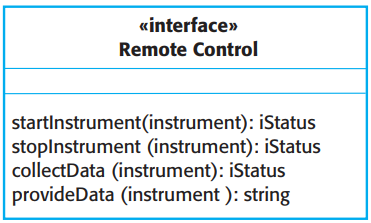 «interface»
Remote Control
startInstrument(instrument): iStatus
stopInstrument (instrument): iStatus
collectData (instrument): iStatus
provideData (instrument ): string